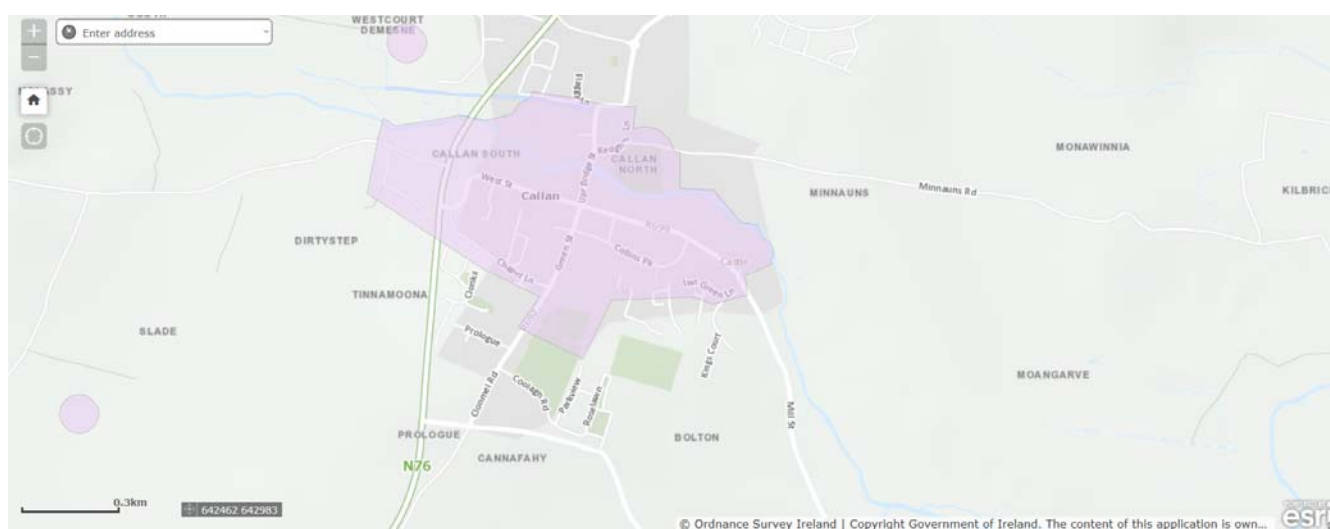 WESTCOURT
DEMESNE
Enter address
CALLAN SOUTH
CALLAN
NORTH
West St
Callan
Upr Bridge St
Green St
Collins Pk
Chapel Ln
Lwr Green Ln
MONAWINNIA
MINNAUNS
Minnauns Rd
DIRTYSTEP
TINNAMOONA
SLADE
Prologue
Clonmel Rd
Coolagh Rd
Parkview
Roselawn
Kings Court
Mill St
MOANGARVE
PROLOGUE
CANNAFAHY
BOLTON
N76
0.3km
642462 642983
© Ordnance Survey Ireland | Copyright Government of Ireland. The content of this application is own...
esri